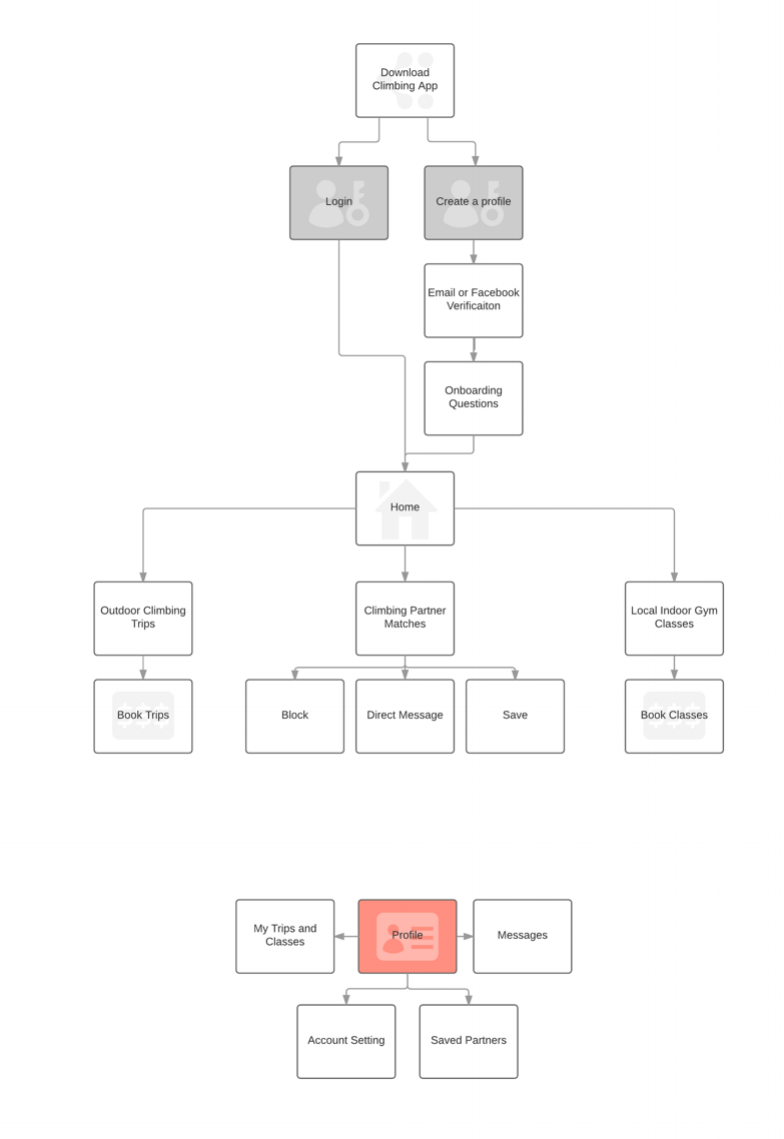 Download
Climbing App
Login
Create a profile
Email or Facebook
Verificaiton
Onboarding
Questions
Home
Outdoor Climbing
Trips
Climbing Partner
Matches
Local Indoor Gym
Classes
Book Trips
Block
Direct Message
Save
Book Classes
My Trips and
Classes
Profile
Messages
Account Setting
Saved Partners